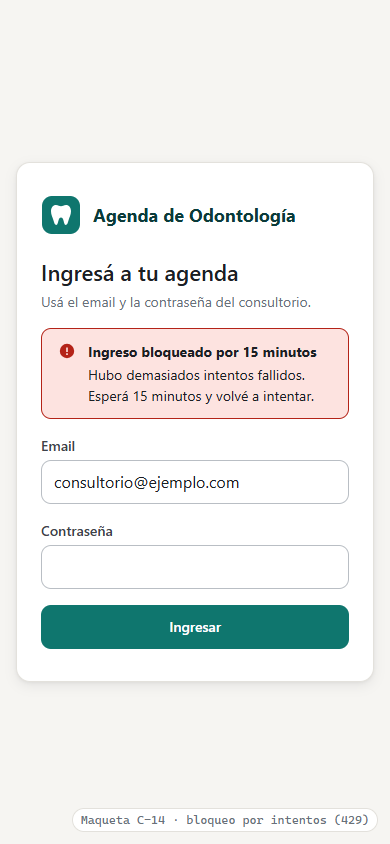 Agenda de Odontología
Ingresá a tu agenda
Usá el email y la contraseña del consultorio.
Ingreso bloqueado por 15 minutos
Hubo demasiados intentos fallidos.
Esperá 15 minutos y volvé a intentar.
Email
consultorio@ejemplo.com
Contraseña
Ingresar
Maqueta C-14 · bloqueo por intentos (429)